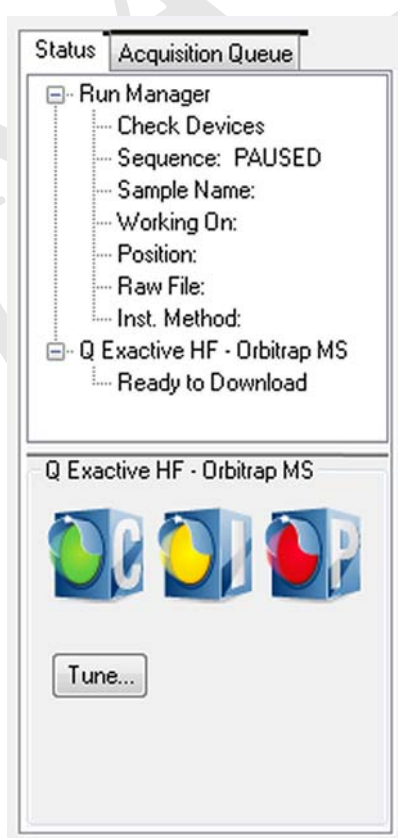 Status Acquisition Queue
Run Manager
Check Devices
Sequence: PAUSED
Sample Name:
Working On:
Position:
Raw File:
Inst. Method:
Q Exactive HF - Orbitrap MS
Ready to Download
Q Exactive HF - Orbitrap MS
C I P
Tune...